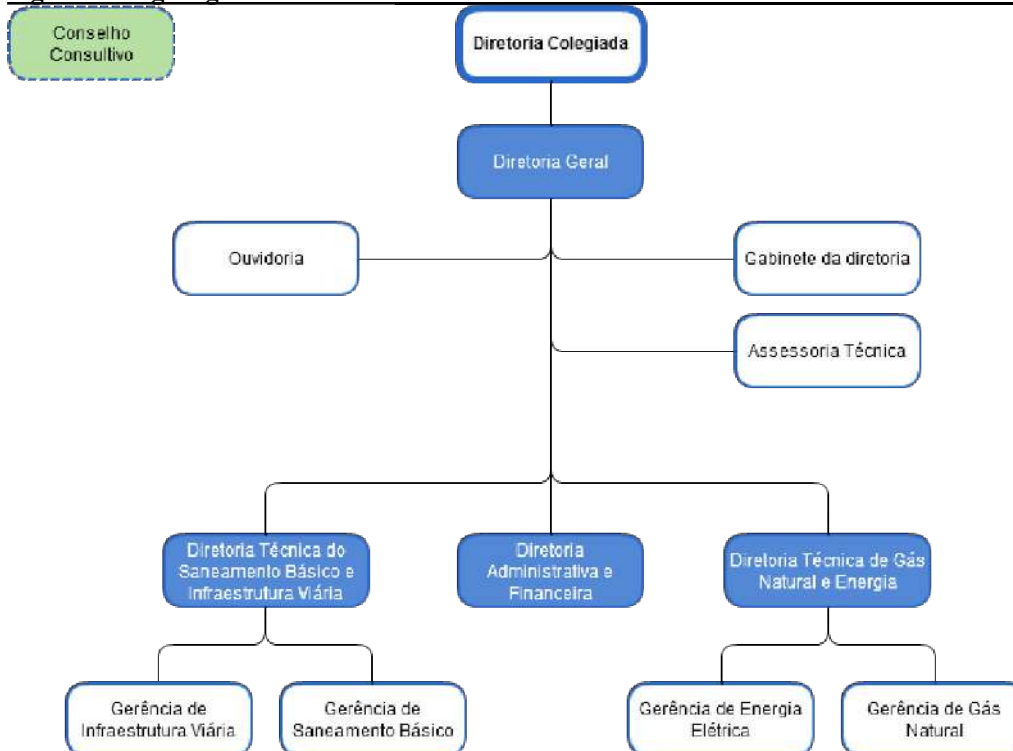 Conselho
Consultivo
Diretoria Colegiada
Diretoria Geral
Ouvidoria
Gabinete da diretoria
Assessoria Técnica
Diretoria Técnica do
Saneamento Básico e
Infraestrutura Viária
Diretoria
Administrativa e
Financeira
Diretoria Técnica de Gás
Natural e Energia
Gerência de
Infraestrutura Viária
Gerência de
Saneamento Básico
Gerência de Energia
Elétrica
Gerência de Gás
Natural